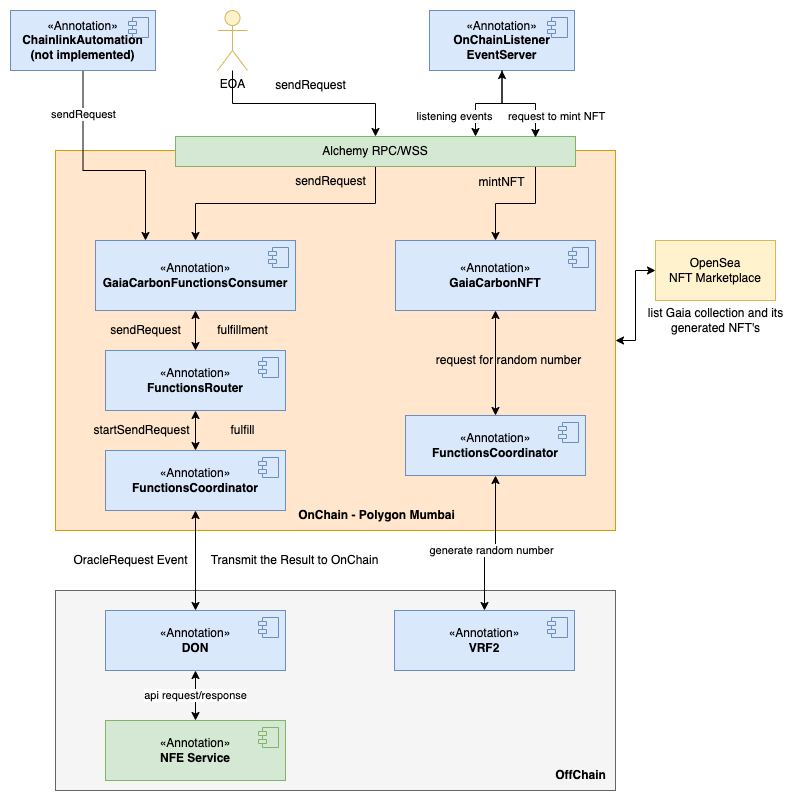 «Annotation»
ChainlinkAutomation
(not implemented)
EOA
«Annotation»
OnChainListener
EventServer
sendRequest
sendRequest
listening events
request to mint NFT
Alchemy RPC/WSS
sendRequest
mintNFT
«Annotation»
GaiaCarbonFunctionsConsumer
«Annotation»
GaiaCarbonNFT
OpenSea
NFT Marketplace
list Gaia collection and its
generated NFT's
sendRequest
fulfillment
request for random number
«Annotation»
FunctionsRouter
startSendRequest
fulfill
«Annotation»
FunctionsCoordinator
«Annotation»
FunctionsCoordinator
OnChain - Polygon Mumbai
OracleRequest Event
Transmit the Result to OnChain
generate random number
«Annotation»
DON
«Annotation»
VRF2
api request/response
«Annotation»
NFE Service
OffChain